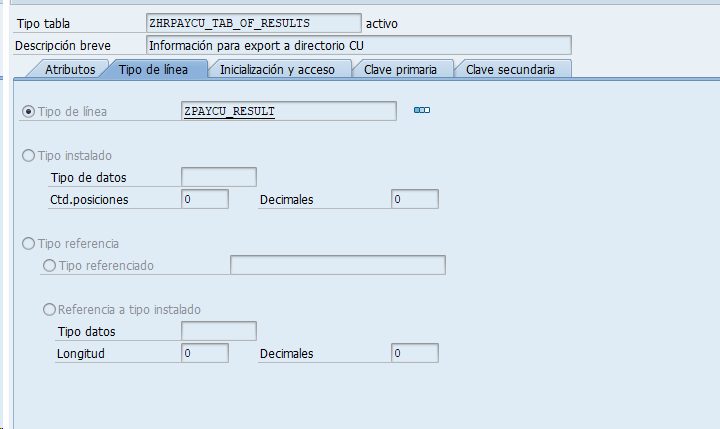 Tipo tabla ZHRPAYCU_TAB_OF_RESULTS activo
Descripción breve Información para export a directorio CU
Atributos Tipo de línea Inicialización y acceso Clave primaria Clave secundaria
Tipo de línea ZPAYCU_RESULT
Tipo instalado
Tipo de datos
Ctd.posiciones 0 Decimales 0
Tipo referencia
Tipo referenciado
Referencia a tipo instalado
Tipo datos
Longitud 0 Decimales 0